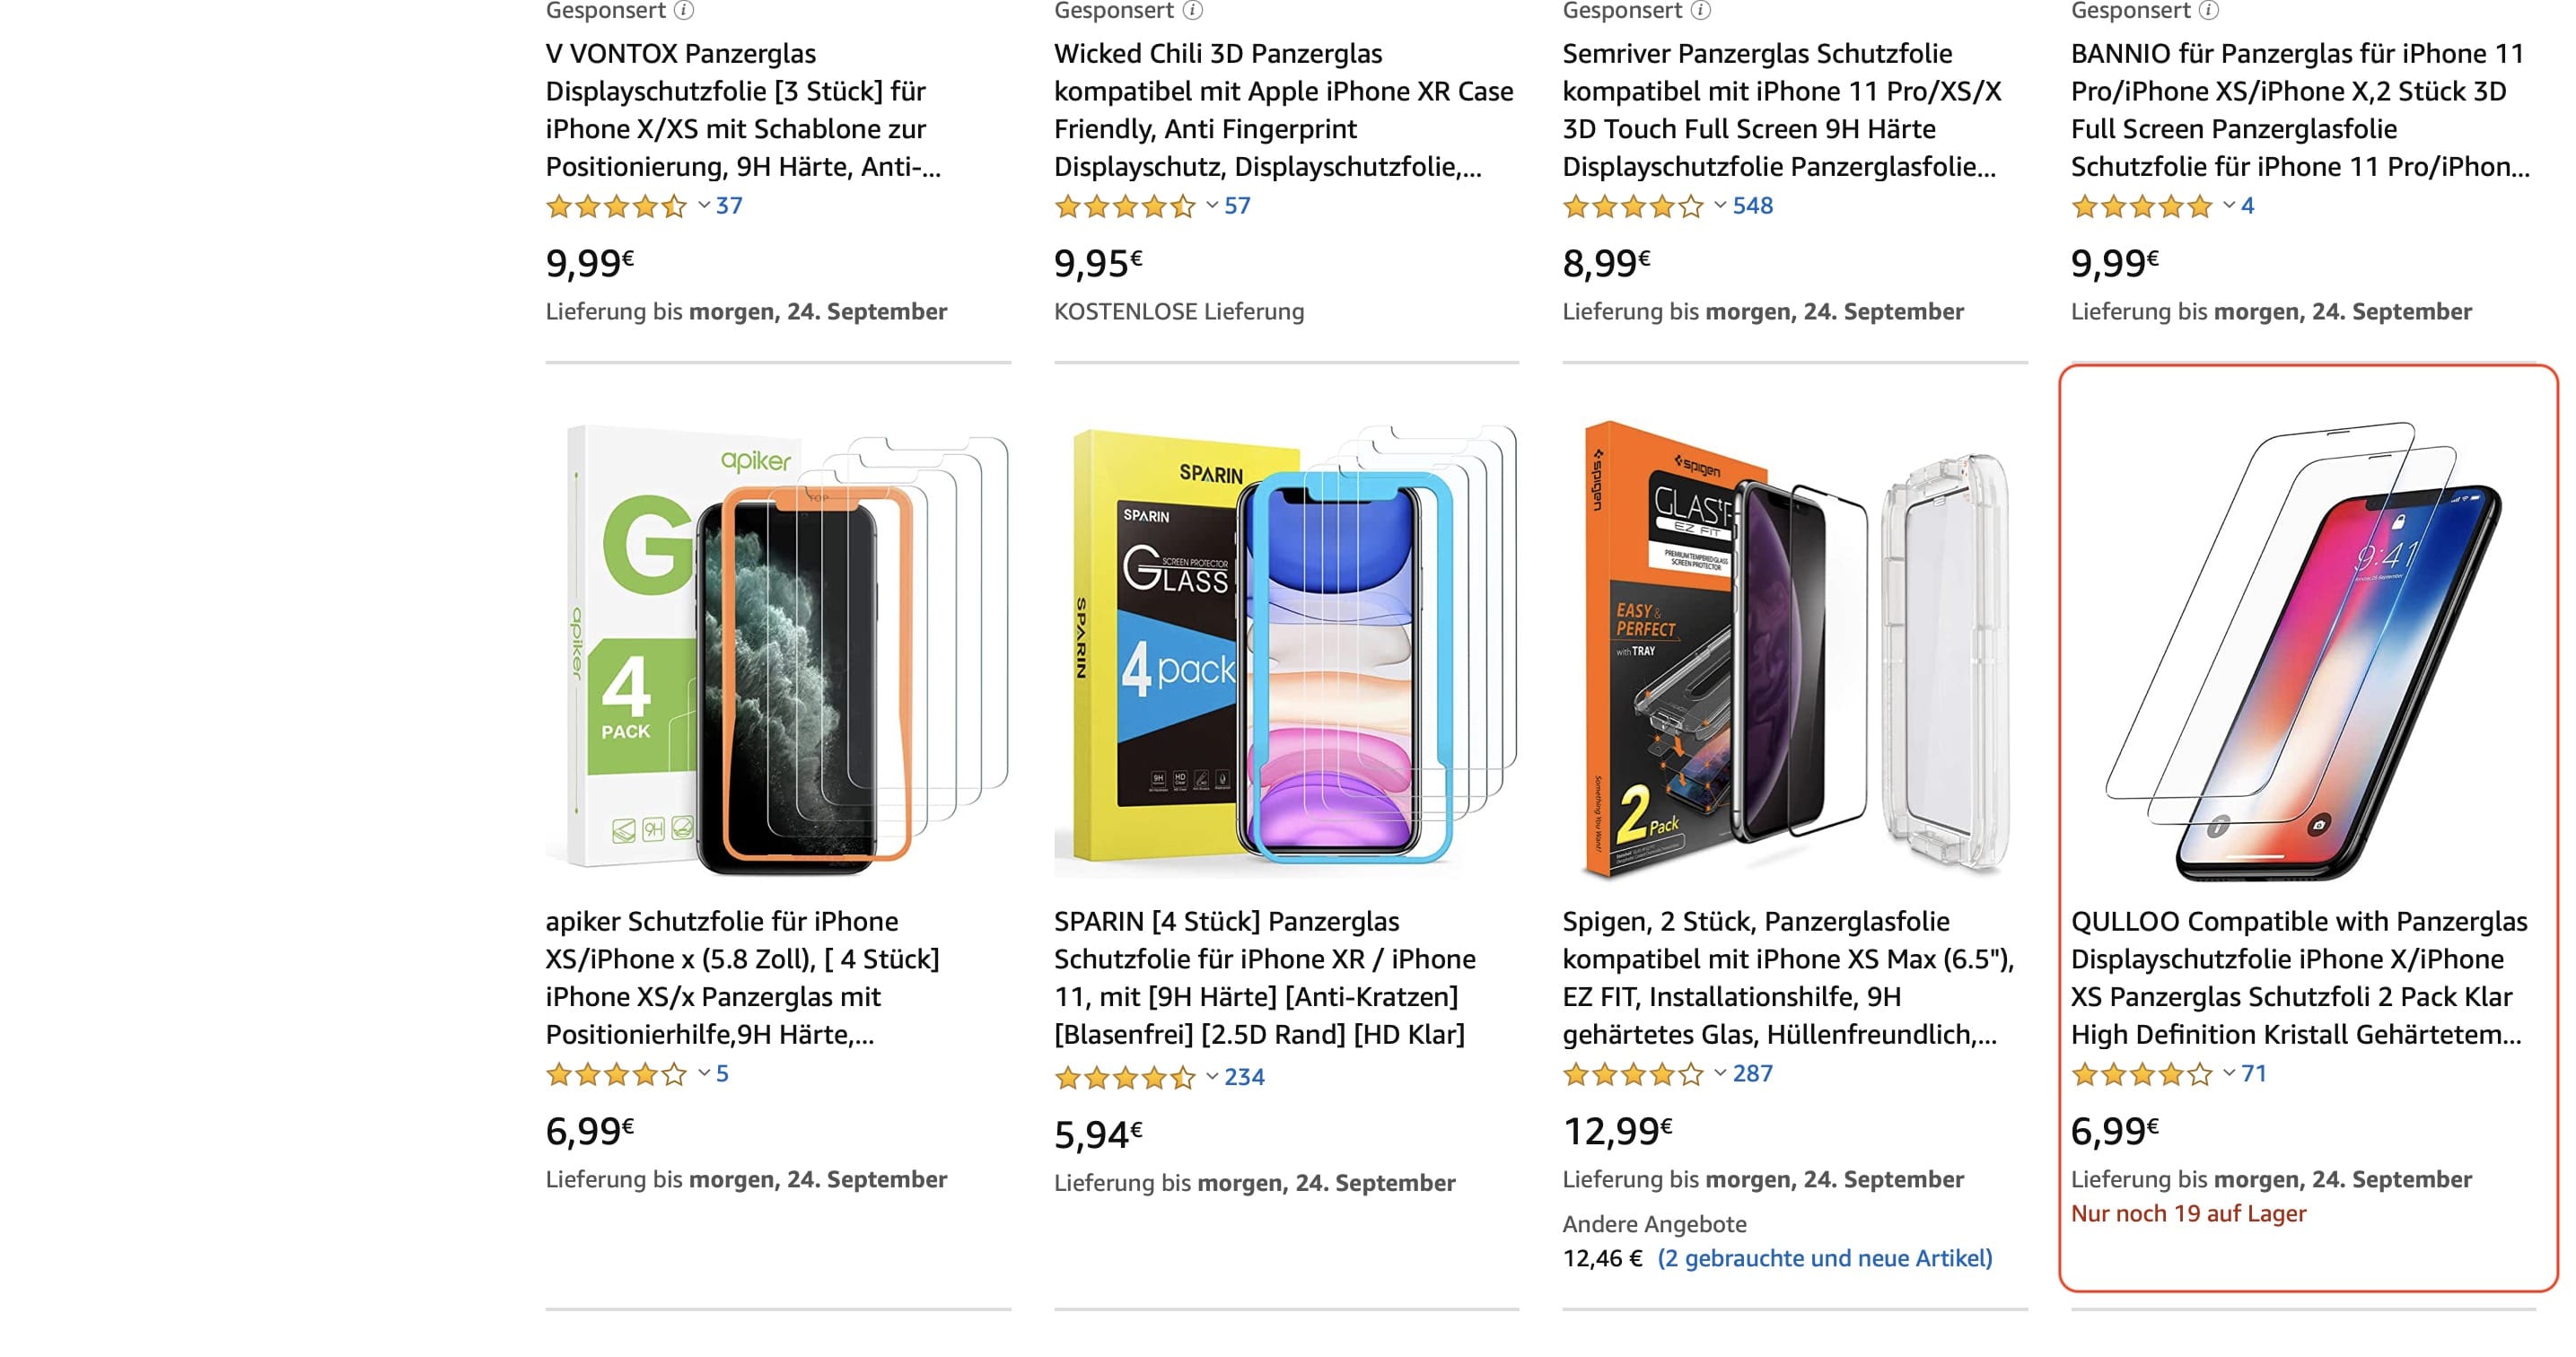 Gesponsert
V VONTOX Panzerglas
Displayschutzfolie [3 Stück] für
iPhone X/XS mit Schablone zur
Positionierung, 9H Härte, Anti-...
37
9,99€
Lieferung bis morgen, 24. September
Gesponsert
Wicked Chili 3D Panzerglas
kompatibel mit Apple iPhone XR Case
Friendly, Anti Fingerprint
Displayschutz, Displayschutzfolie,...
57
9,95€
KOSTENLOSE Lieferung
Gesponsert
Semriver Panzerglas Schutzfolie
kompatibel mit iPhone 11 Pro/XS/X
3D Touch Full Screen 9H Härte
Displayschutzfolie Panzerglasfolie...
548
8,99€
Lieferung bis morgen, 24. September
Gesponsert
BANNIO für Panzerglas für iPhone 11
Pro/iPhone XS/iPhone X,2 Stück 3D
Full Screen Panzerglasfolie
Schutzfolie für iPhone 11 Pro/iPhon...
4
9,99€
Lieferung bis morgen, 24. September
apiker
G
apiker
4
PACK
9H
TOP
apiker Schutzfolie für iPhone
XS/iPhone x (5.8 Zoll), [ 4 Stück]
iPhone XS/x Panzerglas mit
Positionierhilfe,9H Härte,...
5
6,99€
Lieferung bis morgen, 24. September
SPARIN
SPARIN
SCREEN PROTECTOR
GLASS
SPARIN
4 pack
9H
HD
SPARIN [4 Stück] Panzerglas
Schutzfolie für iPhone XR / iPhone
11, mit [9H Härte] [Anti-Kratzen]
[Blasenfrei] [2.5D Rand] [HD Klar]
234
5,94€
Lieferung bis morgen, 24. September
spigen
spigen
GLAS
EZ FIT
PREMIUM TEMPERED GLASS
SCREEN PROTECTOR
EASY &
PERFECT
with TRAY
Something You Want!
2 Pack
Spigen, 2 Stück, Panzerglasfolie
kompatibel mit iPhone XS Max (6.5"),
EZ FIT, Installationshilfe, 9H
gehärtetes Glas, Hüllenfreundlich,...
287
12,99€
Lieferung bis morgen, 24. September
Andere Angebote
12,46 € (2 gebrauchte und neue Artikel)
9:41
QULLOO Compatible with Panzerglas
Displayschutzfolie iPhone X/iPhone
XS Panzerglas Schutzfoli 2 Pack Klar
High Definition Kristall Gehärtetem...
71
6,99€
Lieferung bis morgen, 24. September
Nur noch 19 auf Lager